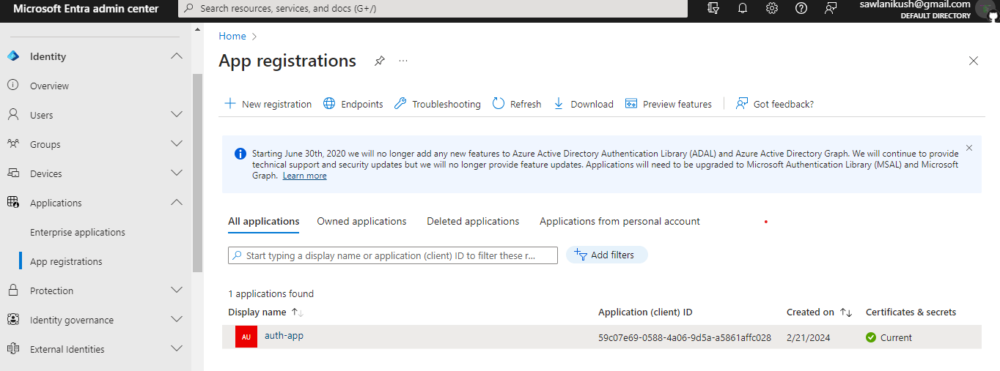 Microsoft Entra admin center
Search resources, services, and docs (G+/)
sawlanikush@gmail.com
DEFAULT DIRECTORY
Identity
Overview
Users
Groups
Devices
Applications
Enterprise applications
App registrations
Protection
Identity governance
External Identities
Home
App registrations
New registration
Endpoints
Troubleshooting
Refresh
Download
Preview features
Got feedback?
Starting June 30th, 2020 we will no longer add any new features to Azure Active Directory Authentication Library (ADAL) and Azure Active Directory Graph. We will continue to provide
technical support and security updates but we will no longer provide feature updates. Applications will need to be upgraded to Microsoft Authentication Library (MSAL) and Microsoft
Graph. Learn more
All applications
Owned applications
Deleted applications
Applications from personal account
Start typing a display name or application (client) ID to filter these r...
Add filters
1 applications found
Display name
Application (client) ID
Created on
Certificates & secrets
AU
auth-app
59c07e69-0588-4a06-9d5a-a5861affc028
2/21/2024
Current